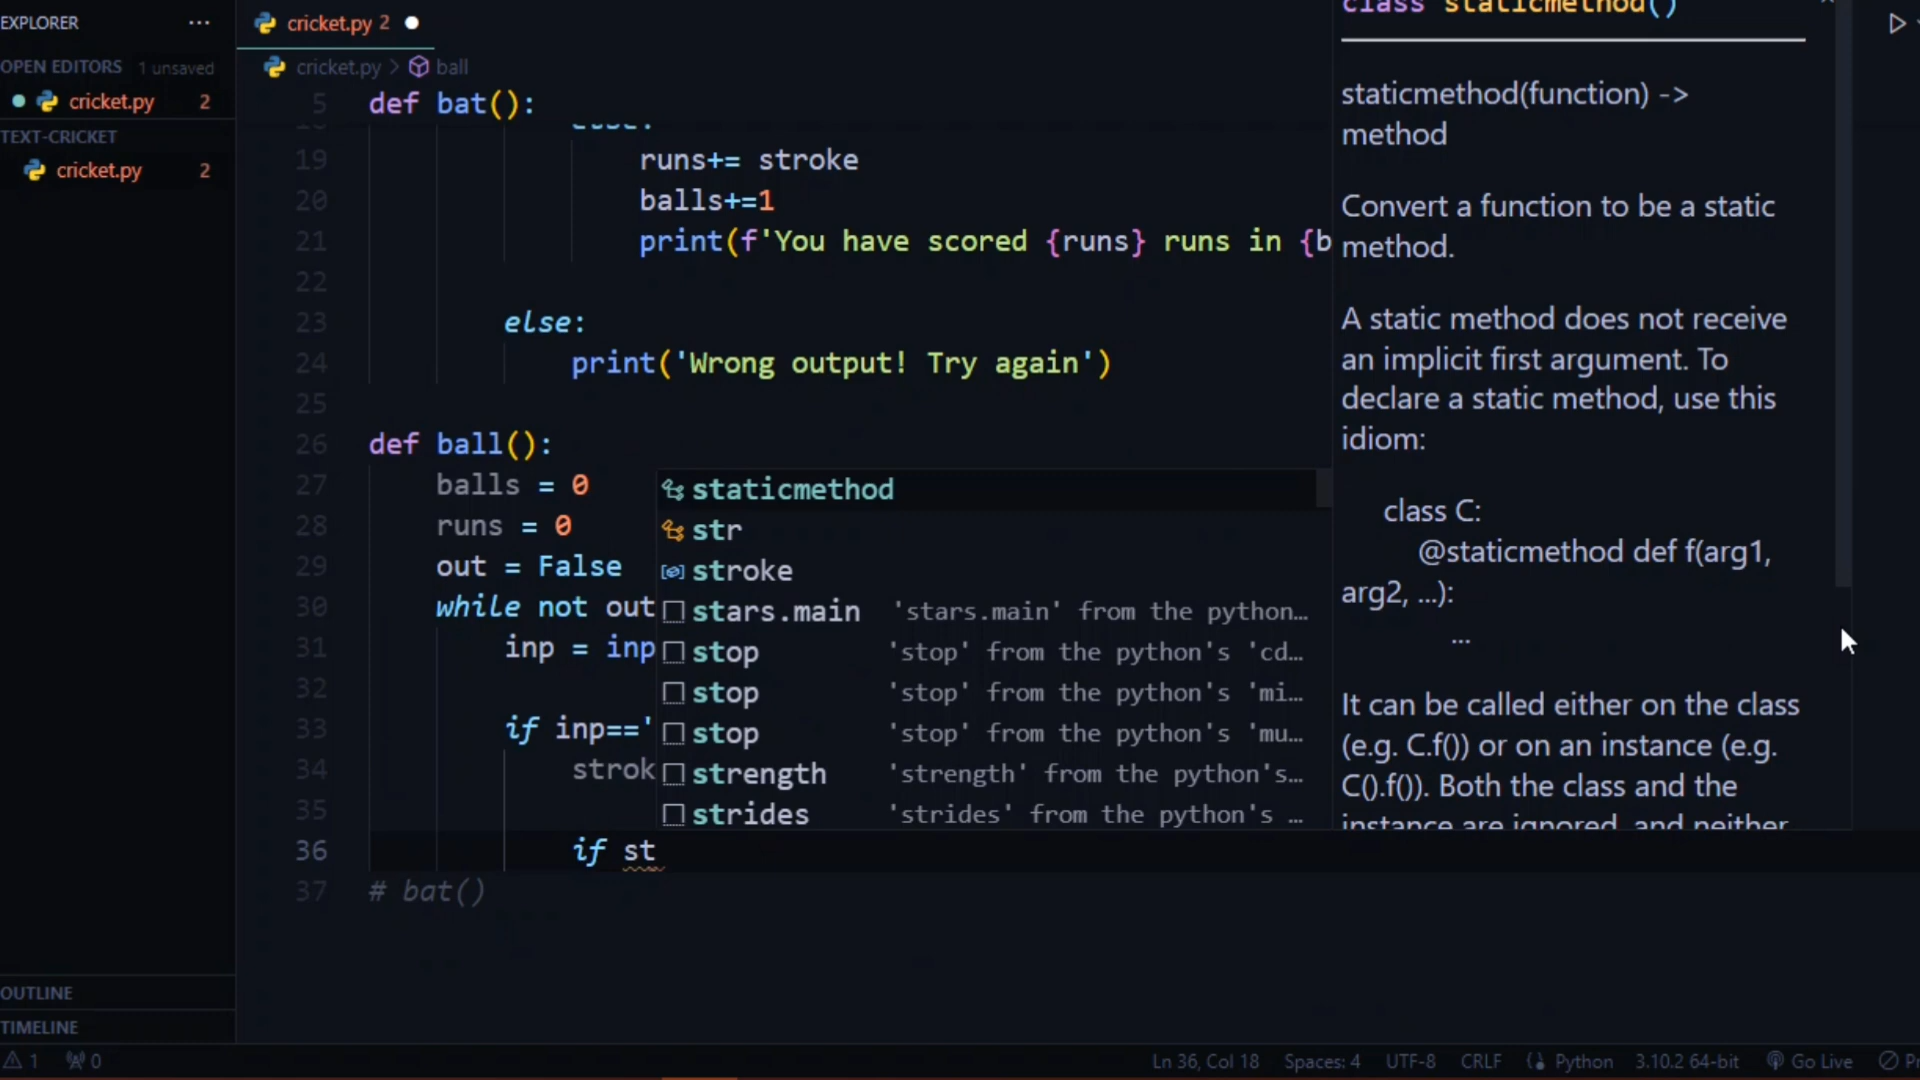 EXPLORER ···
cricket.py 2
class staticmethod()
OPEN EDITORS 1 unsaved
cricket.py > ball
cricket.py 2
TEXT-CRICKET
cricket.py 2
5 def bat():
else:
19 runs+= stroke
20 balls+=1
21 print(f'You have scored {runs} runs in {b
22
23 else:
24 print('Wrong output! Try again')
25
26 def ball():
27 balls = 0
28 runs = 0
29 out = False
30 while not out
31 inp = inp
32
33 if inp=='
34 strok
35
36 if st
37 # bat()
staticmethod
str
stroke
stars.main 'stars.main' from the python…
stop 'stop' from the python's 'cd…
stop 'stop' from the python's 'mi…
stop 'stop' from the python's 'mu…
strength 'strength' from the python's…
strides 'strides' from the python's …
staticmethod(function) ->
method
Convert a function to be a static
method.
A static method does not receive
an implicit first argument. To
declare a static method, use this
idiom:
class C:
@staticmethod def f(arg1,
arg2, ...):
...
It can be called either on the class
(e.g. C.f()) or on an instance (e.g.
C().f()). Both the class and the
instance are ignored, and neither
OUTLINE
TIMELINE
1 0
Ln 36, Col 18 Spaces: 4 UTF-8 CRLF Python 3.10.2 64-bit Go Live